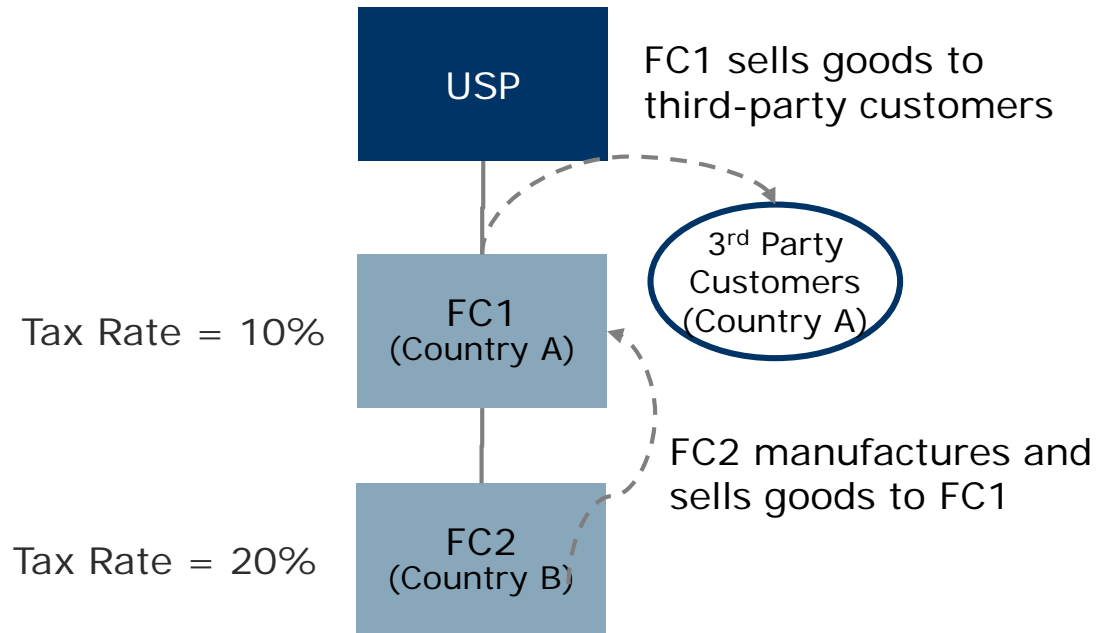 USP
FC1 sells goods to
third-party customers
3rd Party
Customers
(Country A)
Tax Rate = 10%
FC1
(Country A)
FC2 manufactures and
sells goods to FC1
Tax Rate = 20%
FC2
(Country B)